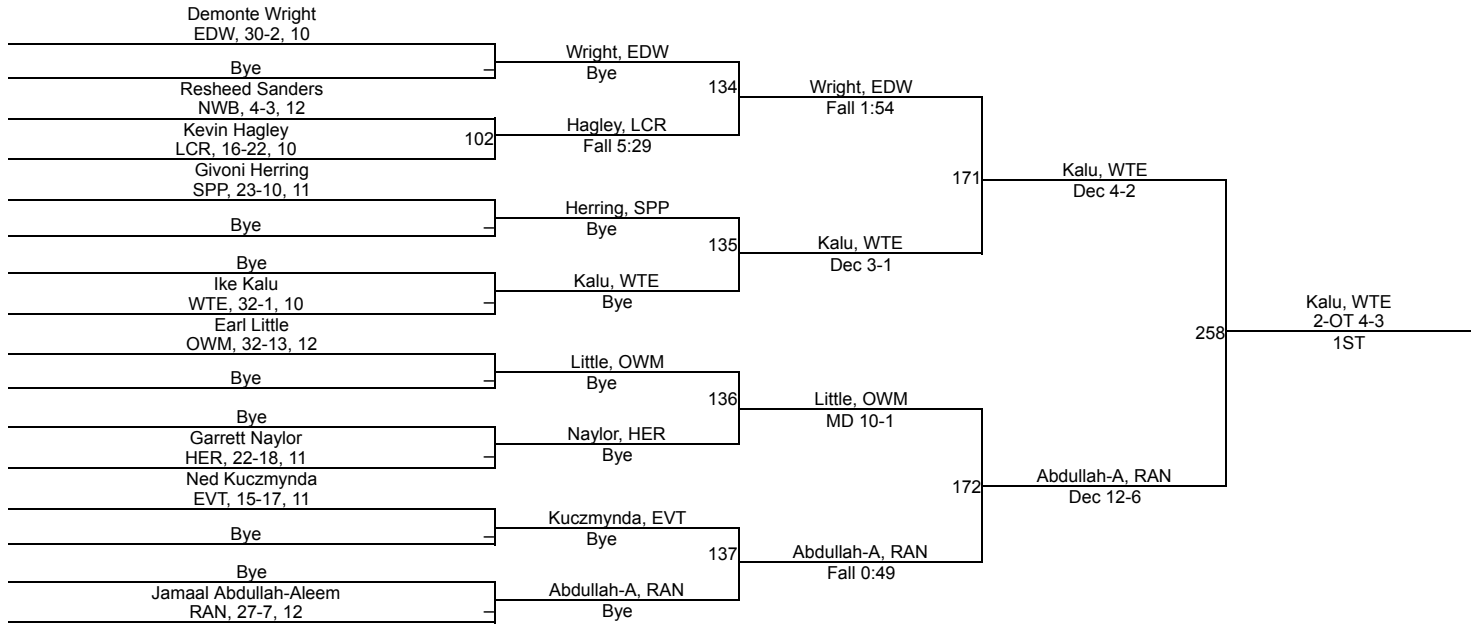 Demonte Wright
EDW, 30-2, 10
Bye
–
Resheed Sanders
NWB, 4-3, 12
Kevin Hagley
LCR, 16-22, 10
102
Givoni Herring
SPP, 23-10, 11
Bye
–
Bye
Ike Kalu
WTE, 32-1, 10
–
Earl Little
OWM, 32-13, 12
Bye
–
Bye
Garrett Naylor
HER, 22-18, 11
–
Ned Kuczmynda
EVT, 15-17, 11
Bye
–
Bye
Jamaal Abdullah-Aleem
RAN, 27-7, 12
–
Wright, EDW
Bye
134
Hagley, LCR
Fall 5:29
Herring, SPP
Bye
135
Kalu, WTE
Bye
Little, OWM
Bye
136
Naylor, HER
Bye
Kuczmynda, EVT
Bye
137
Abdullah-A, RAN
Bye
Wright, EDW
Fall 1:54
171
Kalu, WTE
Dec 3-1
Little, OWM
MD 10-1
172
Abdullah-A, RAN
Fall 0:49
Kalu, WTE
Dec 4-2
258
Abdullah-A, RAN
Dec 12-6
Kalu, WTE
2-OT 4-3
1ST